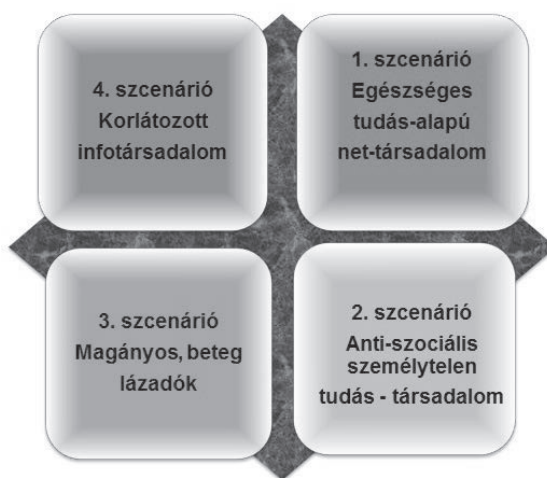 4. szcenárió
Korlátozott
infotársadalom
1. szcenárió
Egészséges
tudás-alapú
net-társadalom
3. szcenárió
Magányos, beteg
lázadók
2. szcenárió
Anti-szociális
személytelen
tudás - társadalom